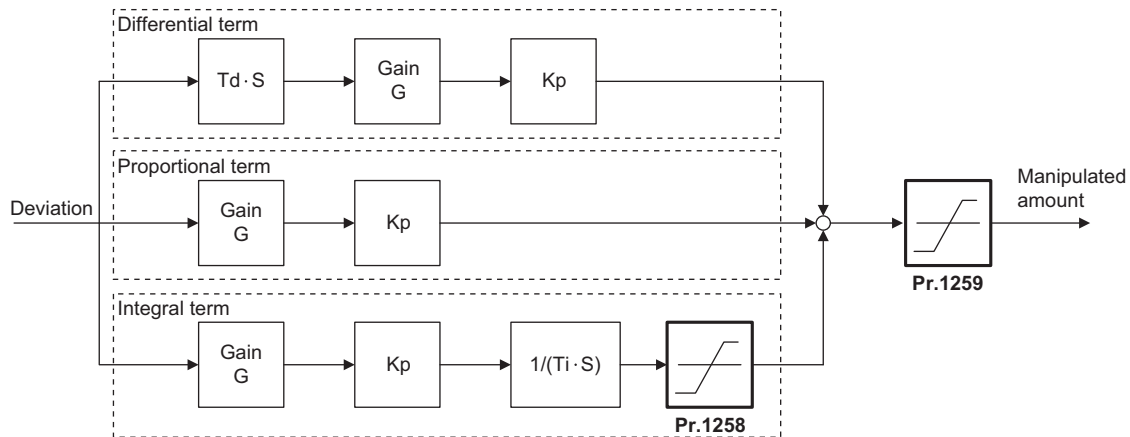 Differential term
Td · S
Gain
G
Kp
Proportional term
Deviation
Gain
G
Kp
Manipulated
amount
Pr.1259
Integral term
Gain
G
Kp
1/(Ti · S)
Pr.1258